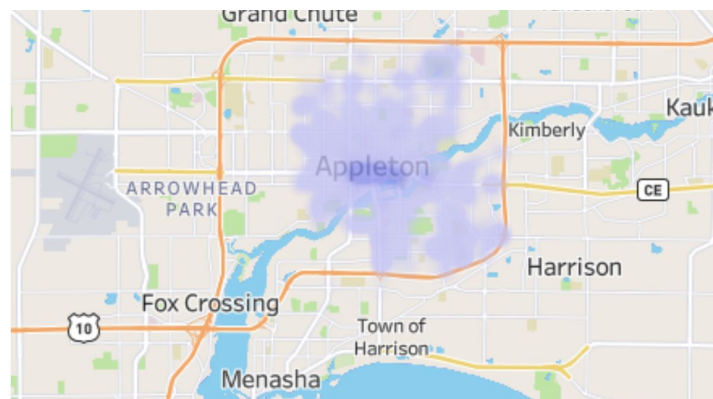 Grand Chute
Kimberly
Kauk
Appleton
ARROWHEAD
PARK
CE
Harrison
Fox Crossing
10
Town of
Harrison
Menasha